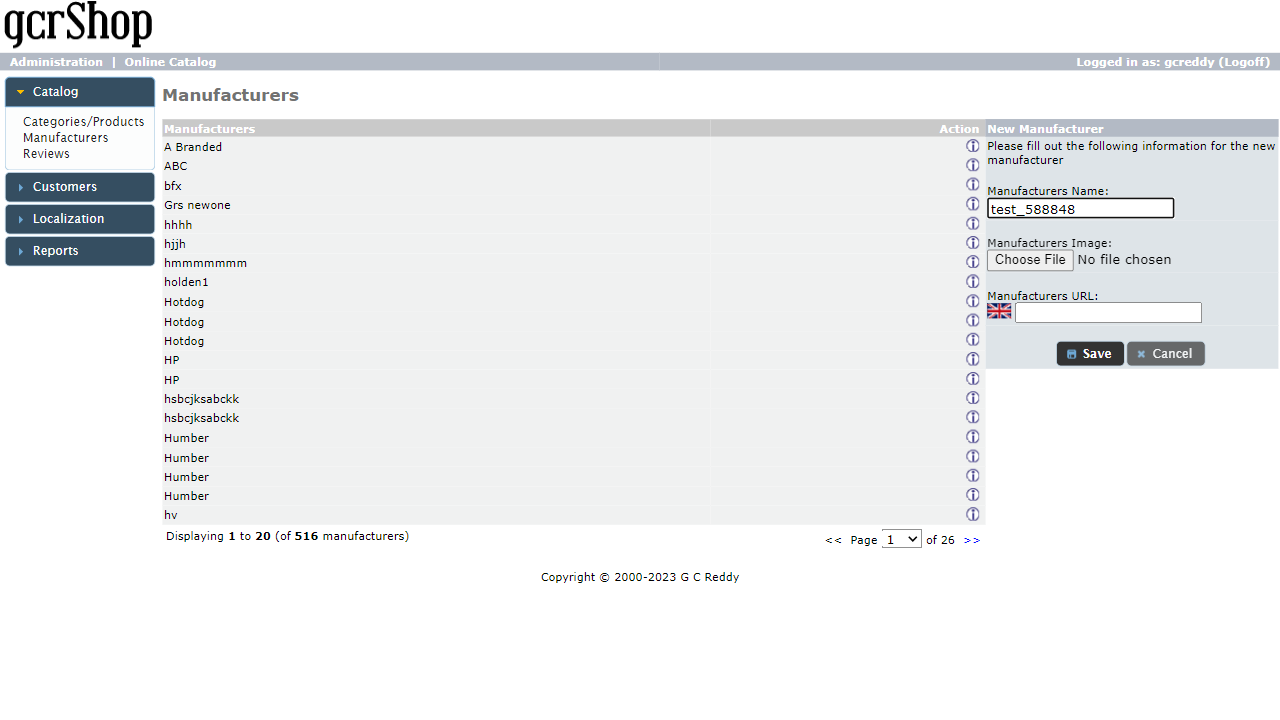 gcrShop
Administration | Online Catalog
Logged in as: gcreddy (Logoff)
Catalog
Categories/Products
Manufacturers
Reviews
Customers
Localization
Reports
Manufacturers
Manufacturers Action
A Branded
ABC
bfx
Grs newone
hhhh
hjjh
hmmmmmmm
holden1
Hotdog
Hotdog
Hotdog
HP
HP
hsbcjksabckk
hsbcjksabckk
Humber
Humber
Humber
Humber
hv
Displaying 1 to 20 (of 516 manufacturers)
<< Page 1 of 26 >>
New Manufacturer
Please fill out the following information for the new
manufacturer
Manufacturers Name:
test_588848
Manufacturers Image:
Choose File No file chosen
Manufacturers URL:
Save Cancel
Copyright © 2000-2023 G C Reddy